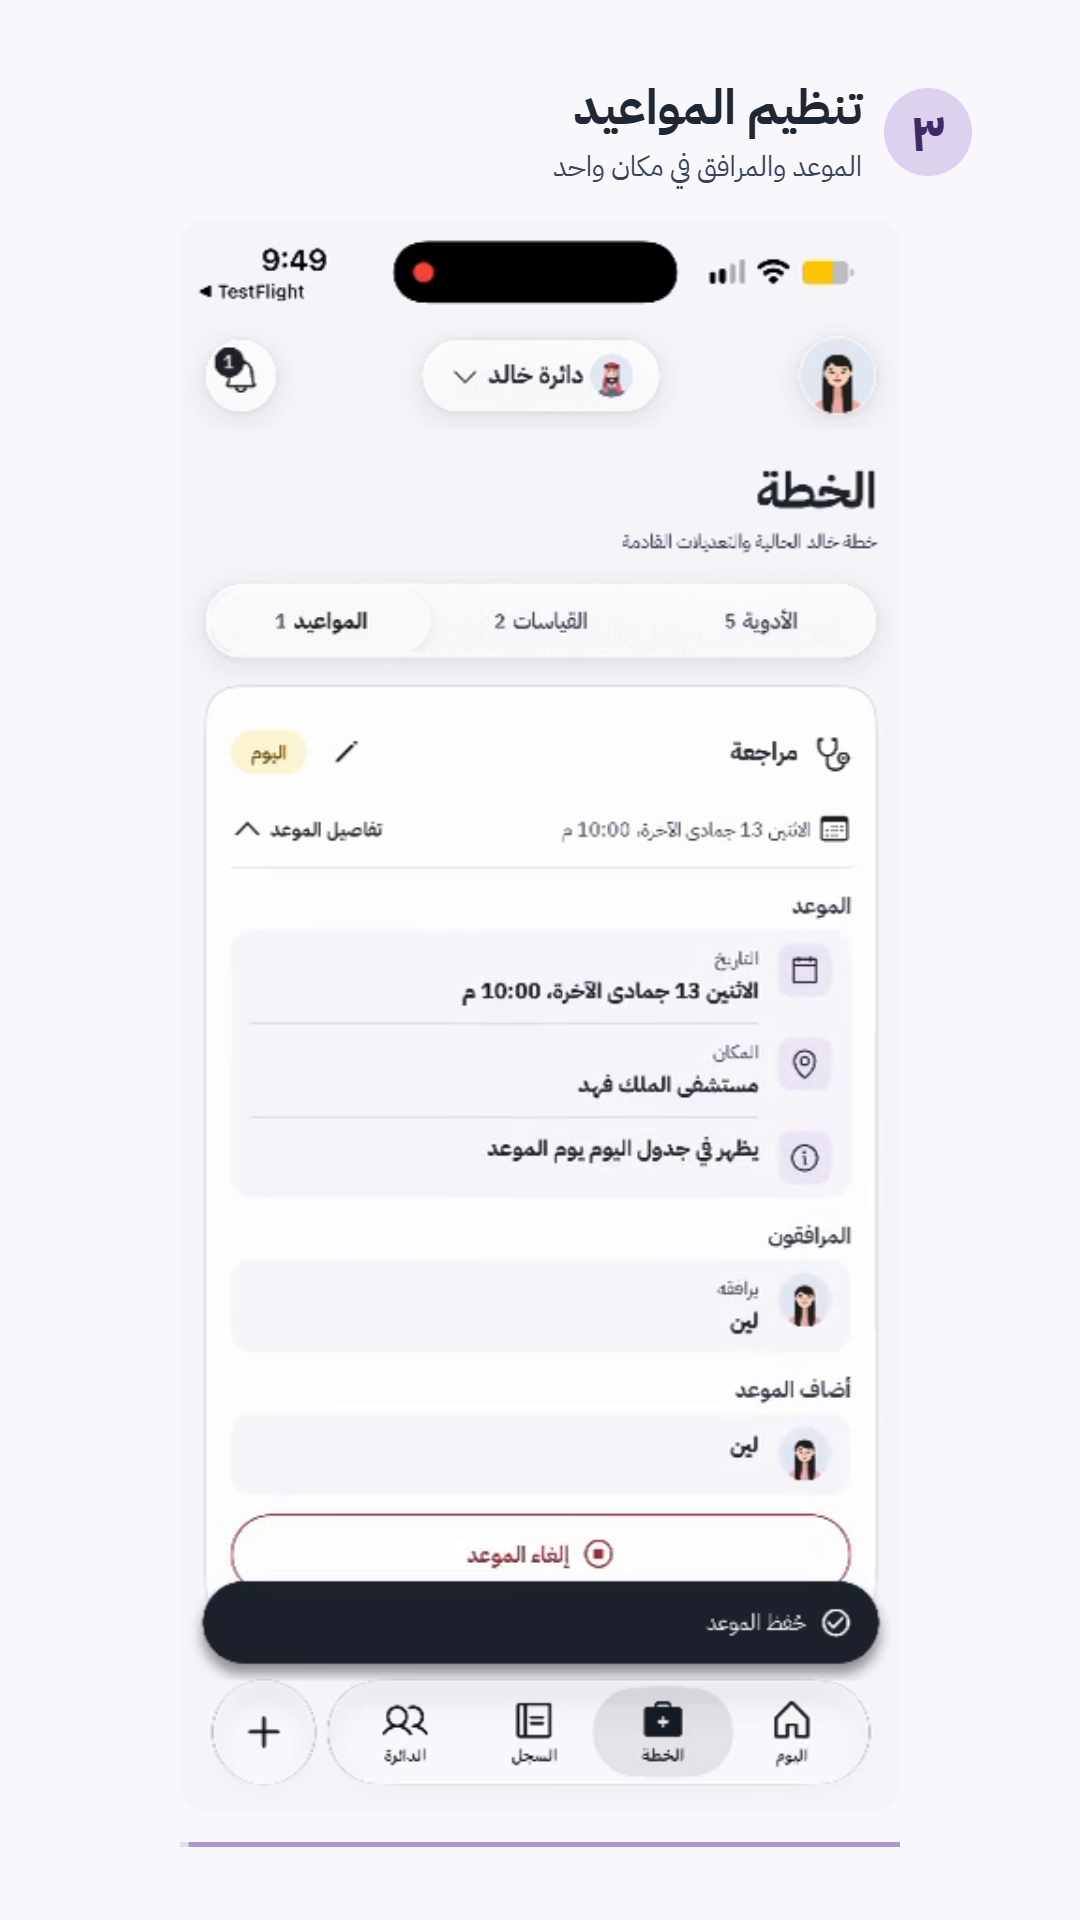 ٣
تنظيم المواعيد
الموعد والمرافق في مكان واحد
9:49
◀ TestFlight
1
دائرة خالد
الخطة
خطة خالد الحالية والتعديلات القادمة
الأدوية 5
القياسات 2
المواعيد 1
مراجعة
اليوم
الاثنين 13 جمادى الآخرة، 10:00 م
تفاصيل الموعد
الموعد
التاريخ
الاثنين 13 جمادى الآخرة، 10:00 م
المكان
مستشفى الملك فهد
يظهر في جدول اليوم يوم الموعد
المرافقون
يرافقه
لين
أضاف الموعد
لين
إلغاء الموعد
حُفظ الموعد
اليوم
الخطة
السجل
الدائرة